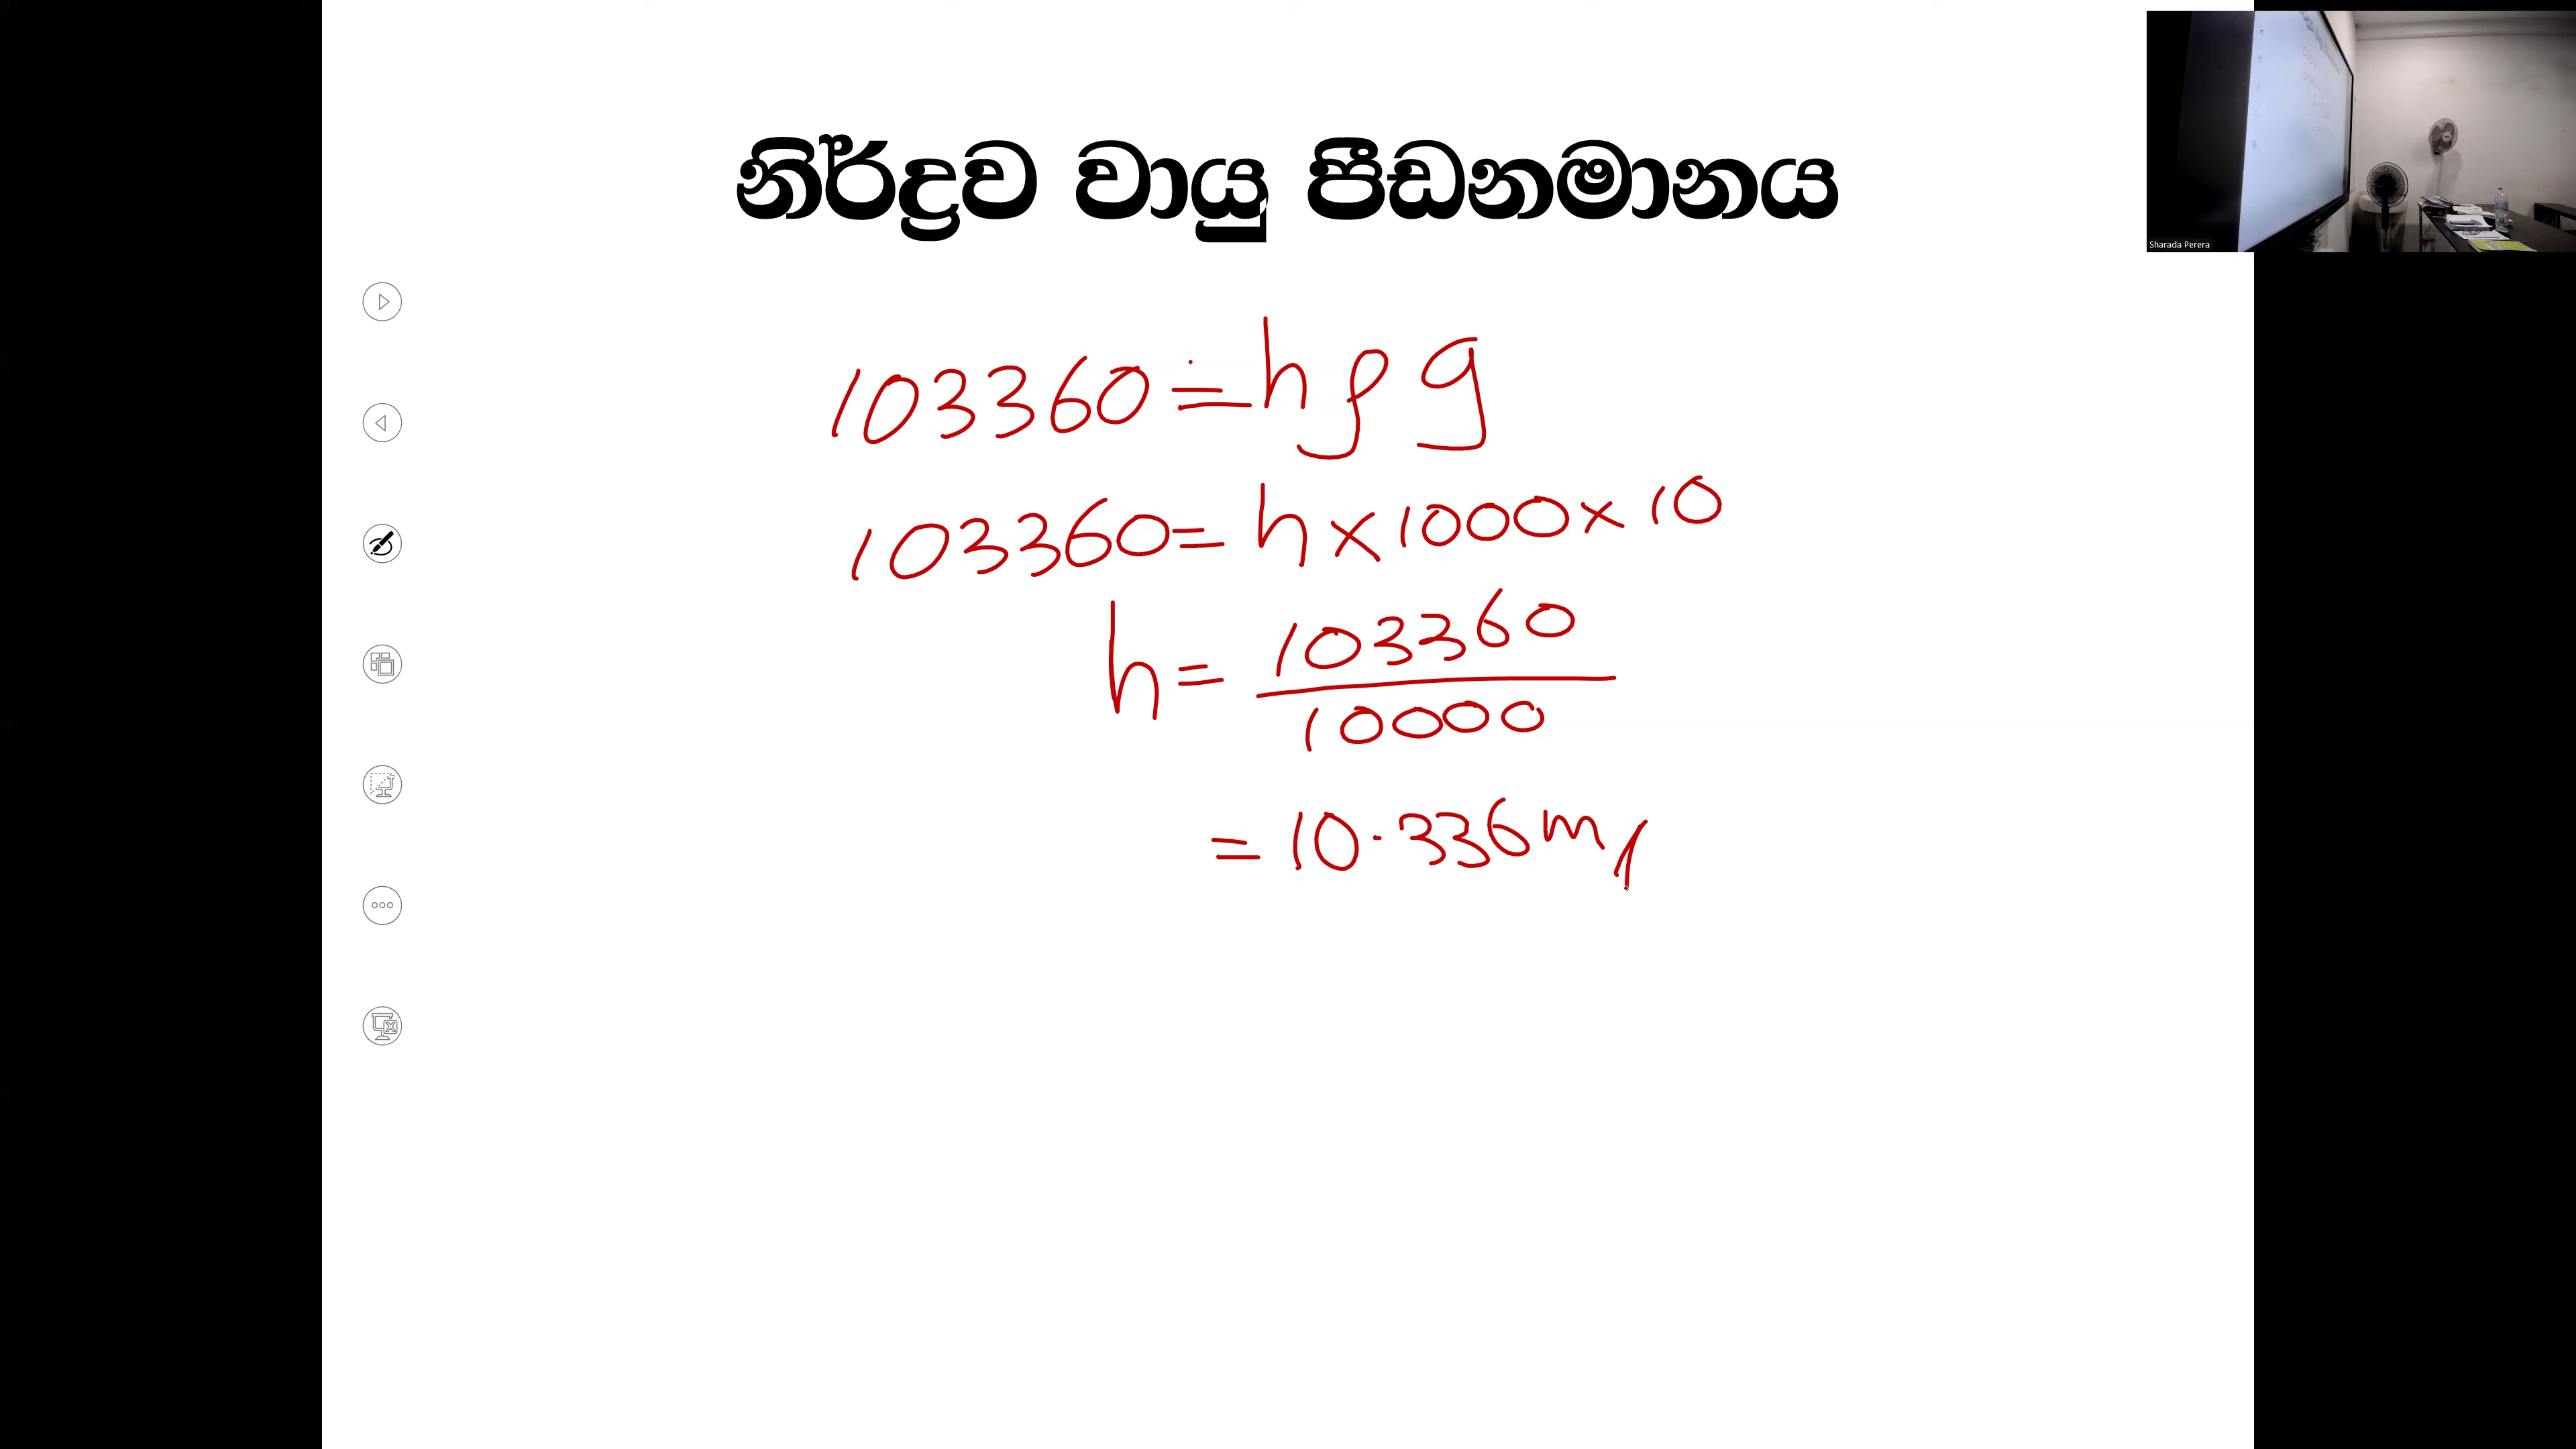 නිර්ද්‍රව වායු පීඩනමානය
Sharada Perera
103360 = hρg
103360 = h × 1000 × 10
h = 103360
10000
= 10.336m